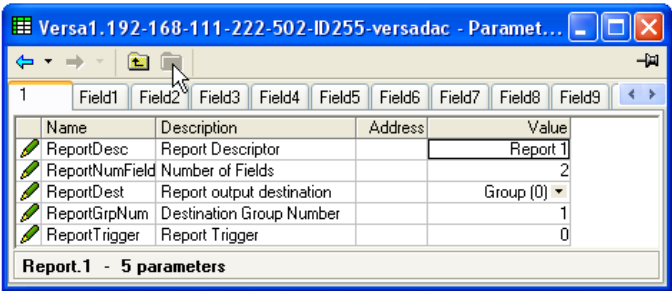 Versa1.192-168-111-222-502-ID255-versadac - Paramet...
1 Field1 Field2 Field3 Field4 Field5 Field6 Field7 Field8 Field9
Name Description Address Value
ReportDesc Report Descriptor Report 1
ReportNumField Number of Fields 2
ReportDest Report output destination Group (0)
ReportGrpNum Destination Group Number 1
ReportTrigger Report Trigger 0
Report.1 - 5 parameters